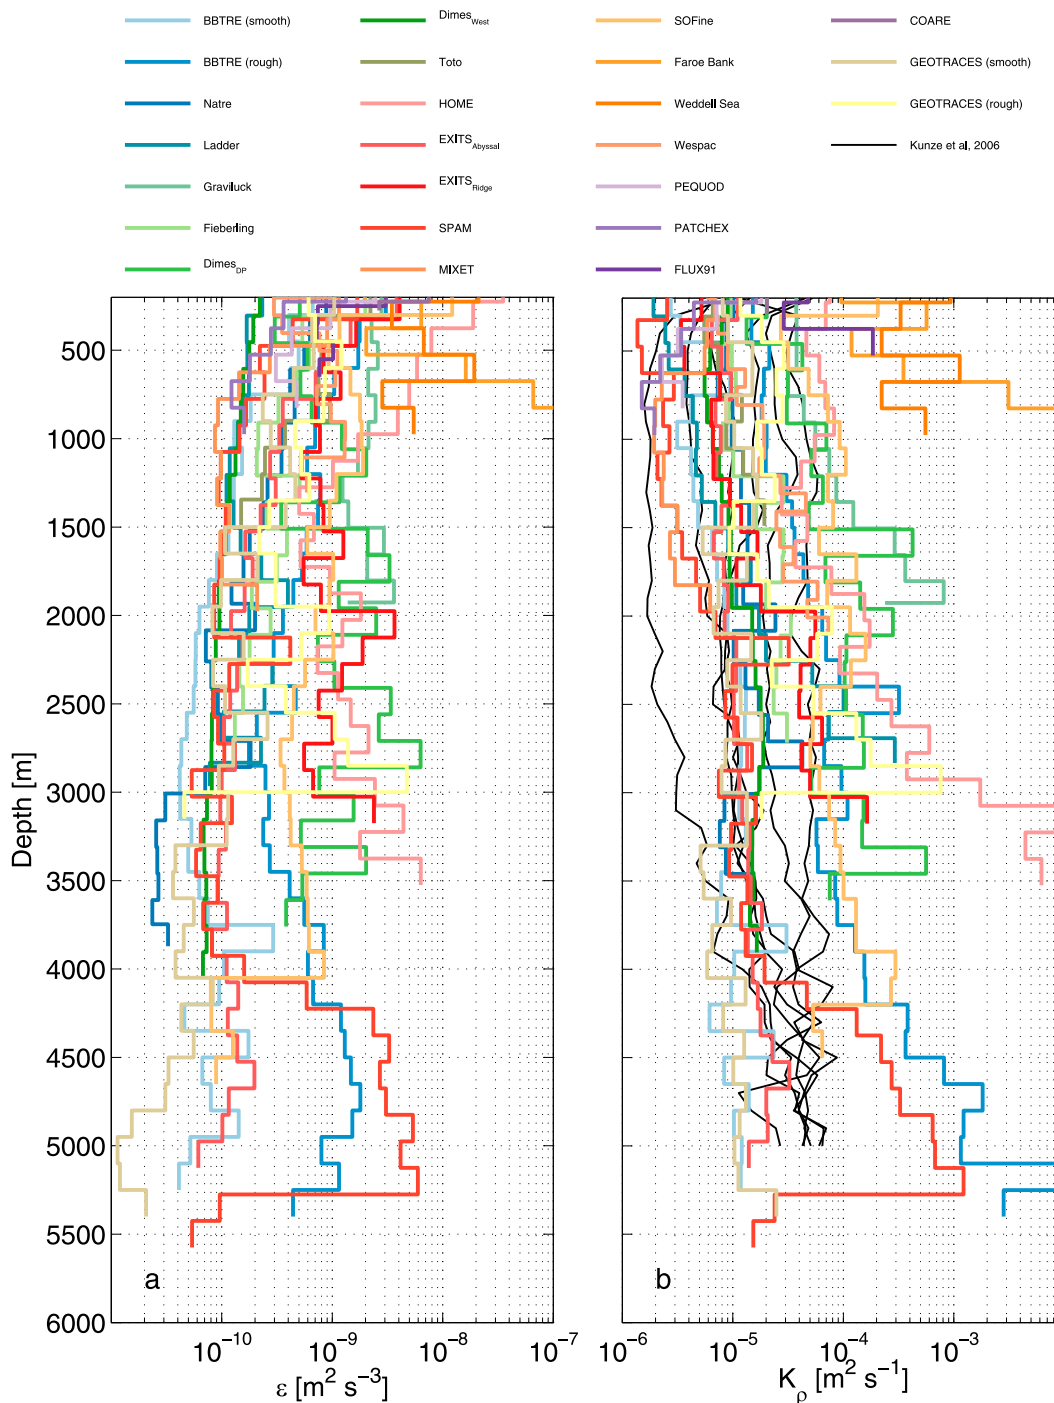 BBTRE (smooth)
BBTRE (rough)
Natre
Ladder
Graviluck
Fieberling
Dimes_DP
Dimes_West
Toto
HOME
EXITS_Abyssal
EXITS_Ridge
SPAM
MIXET
SOFine
Faroe Bank
Weddell Sea
Wespac
PEQUOD
PATCHEX
FLUX91
COARE
GEOTRACES (smooth)
GEOTRACES (rough)
Kunze et al, 2006
Depth [m]
500
1000
1500
2000
2500
3000
3500
4000
4500
5000
5500
6000
a
10^−10
10^−9
10^−8
10^−7
ε [m² s⁻³]
b
10^−6
10^−5
10^−4
10^−3
K_ρ [m² s⁻¹]